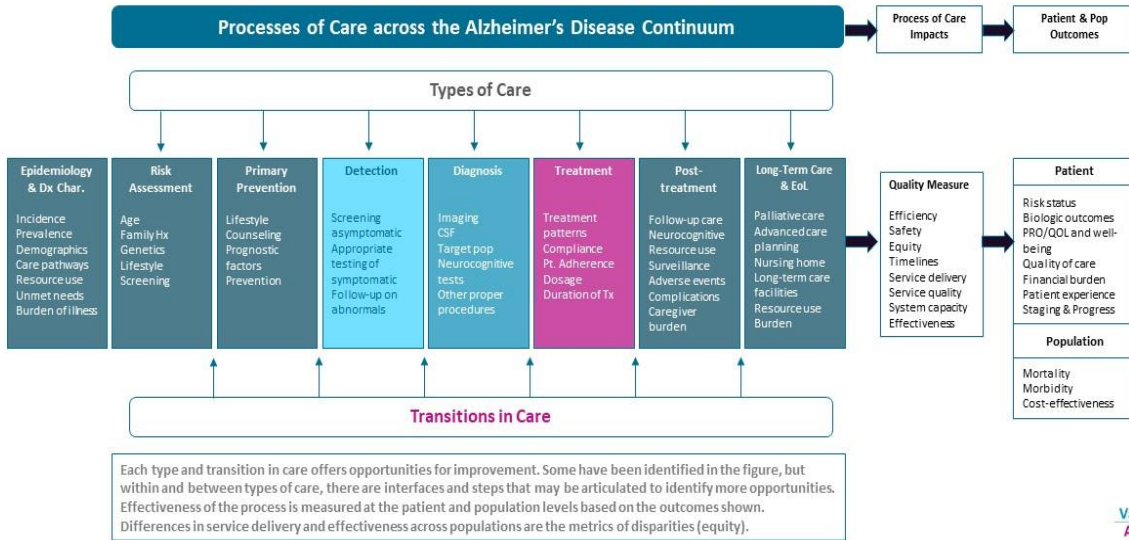 Processes of Care across the Alzheimer's Disease Continuum
Process of Care
Impacts
Patient & Pop
Outcomes
Types of Care
Epidemiology
& Dx Char.
Incidence
Prevalence
Demographics
Care pathways
Resource use
Unmet needs
Burden of illness
Risk
Assessment
Age
Family Hx
Genetics
Lifestyle
Screening
Primary
Prevention
Lifestyle
Counseling
Prognostic
factors
Prevention
Detection
Screening
asymptomatic
Appropriate
testing of
symptomatic
Follow-up on
abnormals
Diagnosis
Imaging
CSF
Target pop
Neurocognitive
tests
Other proper
procedures
Treatment
Treatment
patterns
Compliance
Pt. Adherence
Dosage
Duration of Tx
Post-
treatment
Follow-up care
Neurocognitive
Resource use
Surveillance
Adverse events
Complications
Caregiver
burden
Long-Term Care
& EoL
Palliative care
Advanced care
planning
Nursing home
Long-term care
facilities
Resource use
Burden
Quality Measure
Efficiency
Safety
Equity
Timelines
Service delivery
Service quality
System capacity
Effectiveness
Patient
Risk status
Biologic outcomes
PRO/QOL and well-
being
Quality of care
Financial burden
Patient experience
Staging & Progress
Population
Mortality
Morbidity
Cost-effectiveness
Transitions in Care
Each type and transition in care offers opportunities for improvement. Some have been identified in the figure, but
within and between types of care, there are interfaces and steps that may be articulated to identify more opportunities.
Effectiveness of the process is measured at the patient and population levels based on the outcomes shown.
Differences in service delivery and effectiveness across populations are the metrics of disparities (equity).